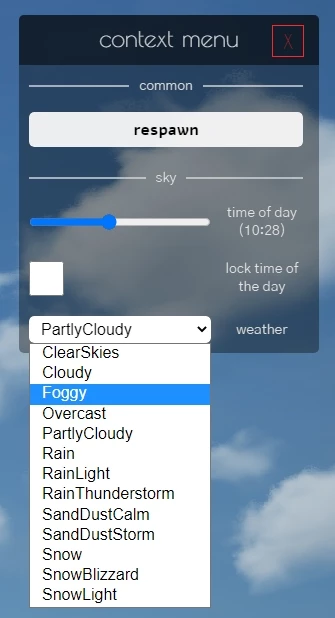 context menu
X
common
respawn
sky
time of day
(10:28)
lock time of
the day
PartlyCloudy
weather
ClearSkies
Cloudy
Foggy
Overcast
PartlyCloudy
Rain
RainLight
RainThunderstorm
SandDustCalm
SandDustStorm
Snow
SnowBlizzard
SnowLight